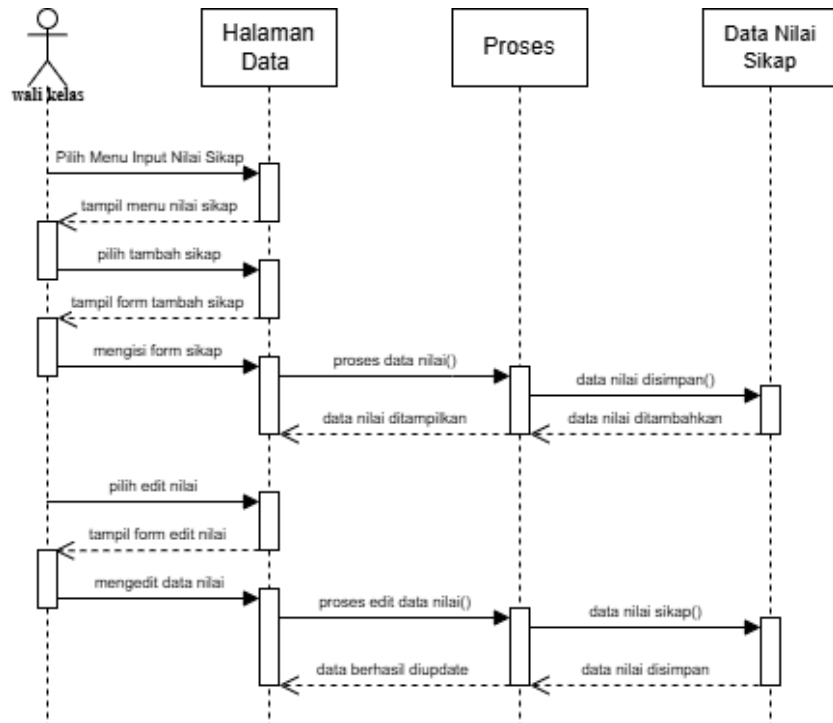 Halaman
Data
Proses
Data Nilai
Sikap
wali kelas
Pilih Menu Input Nilai Sikap
tampil menu nilai sikap
pilih tambah sikap
tampil form tambah sikap
mengisi form sikap
proses data nilai()
data nilai disimpan()
data nilai ditampilkan
data nilai ditambahkan
pilih edit nilai
tampil form edit nilai
mengedit data nilai
proses edit data nilai()
data nilai sikap()
data berhasil diupdate
data nilai disimpan